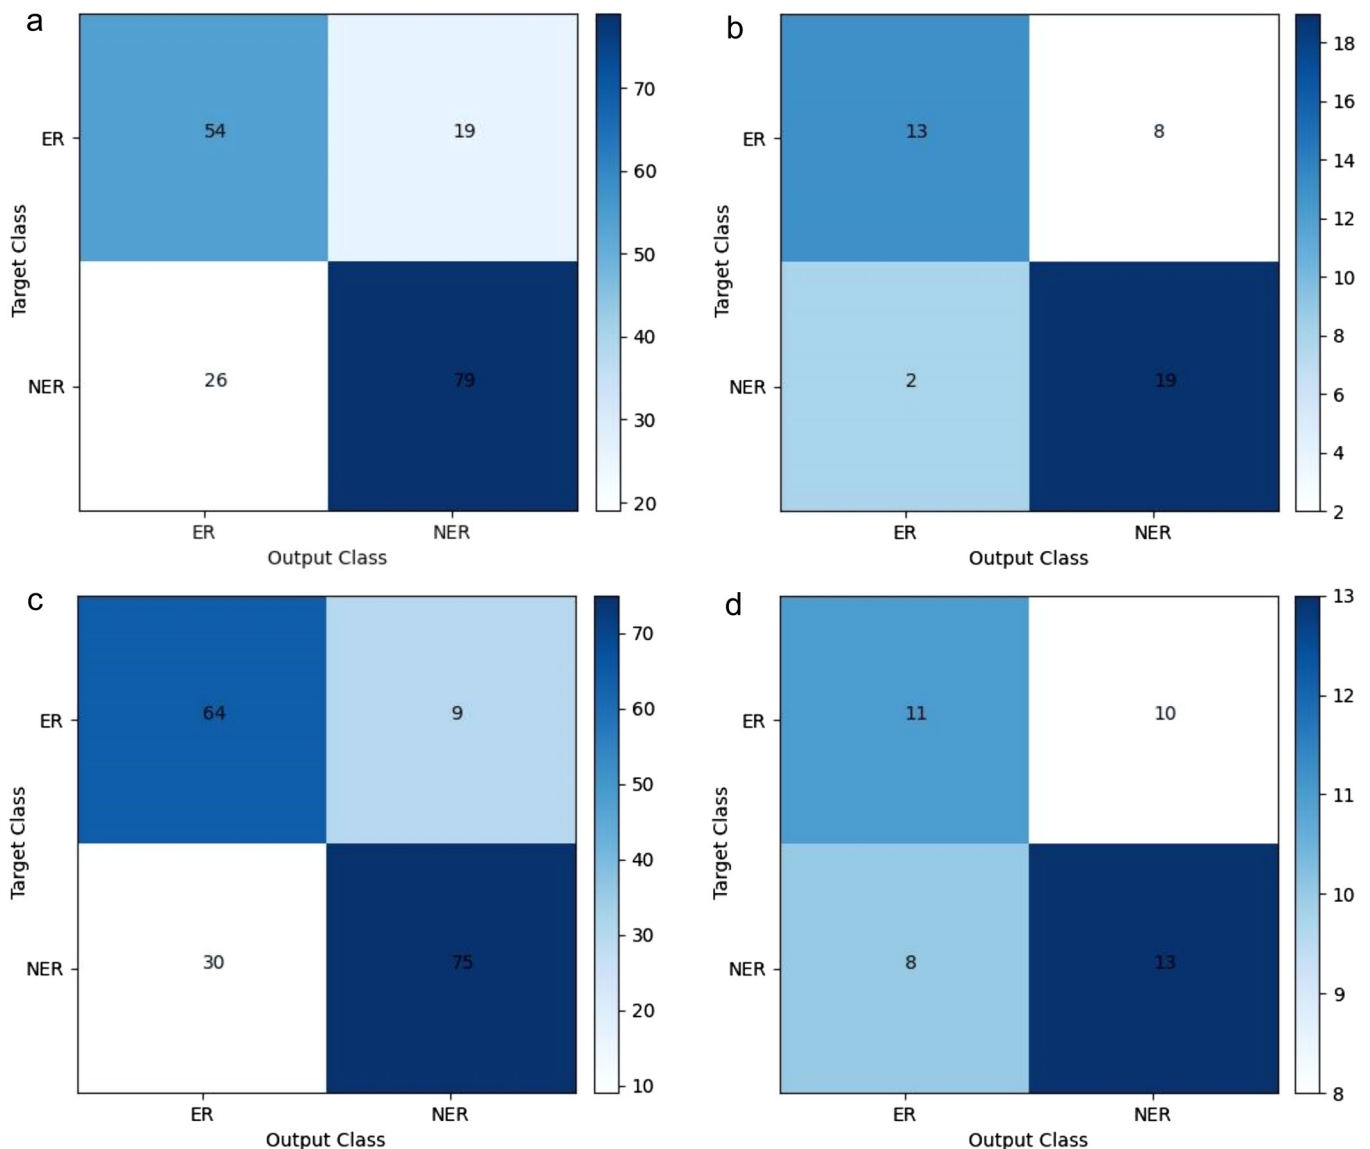 a
ER
NER
Target Class
54 19
26 79
ER NER
Output Class
70
60
50
40
30
20
b
ER
NER
Target Class
13 8
2 19
ER NER
Output Class
18
16
14
12
10
8
6
4
2
c
ER
NER
Target Class
64 9
30 75
ER NER
Output Class
70
60
50
40
30
20
10
d
ER
NER
Target Class
11 10
8 13
ER NER
Output Class
13
12
11
10
9
8